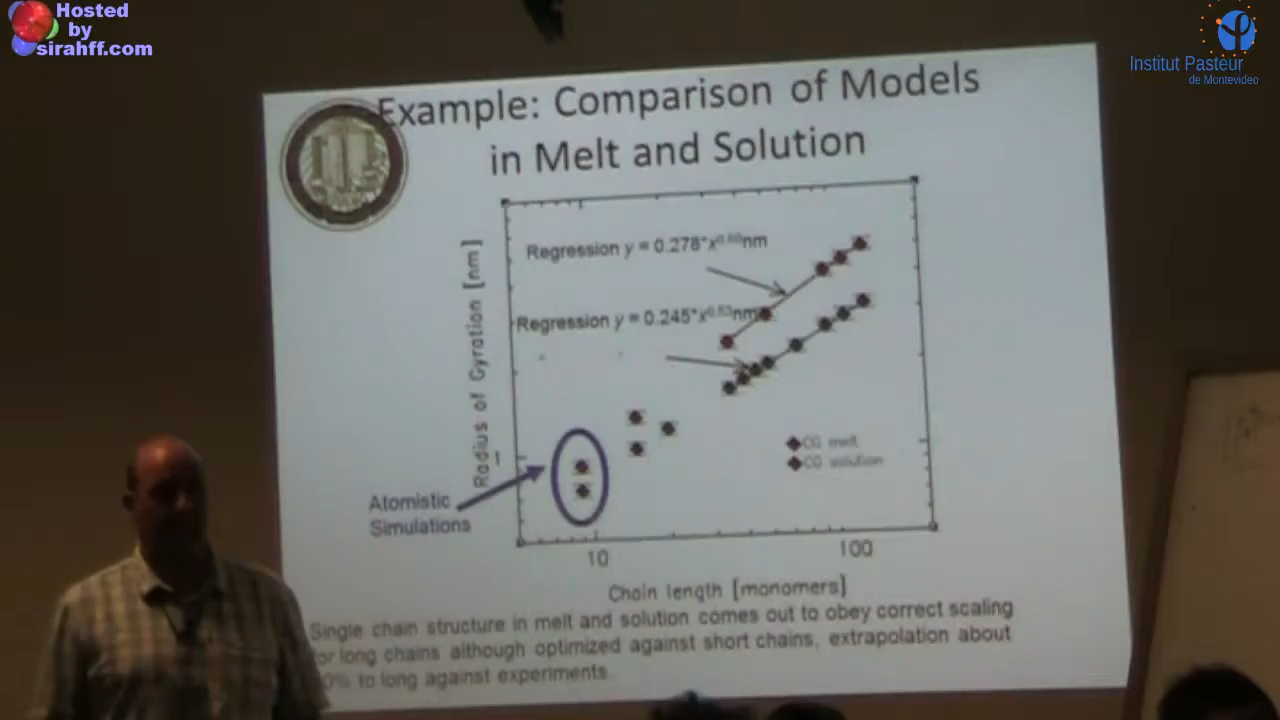 Hosted
by
sirahff.com
Institut Pasteur
de Montevideo
Example: Comparison of Models
in Melt and Solution
Regression y = 0.278*x nm
Regression y = 0.245*x^0.53nm
Radius of Gyration [nm]
1
CG melt
CG solution
Atomistic
Simulations
10
100
Chain length [monomers]
Single chain structure in melt and solution comes out to obey correct scaling
long chains although optimized against short chains, extrapolation about
to long against experiments.